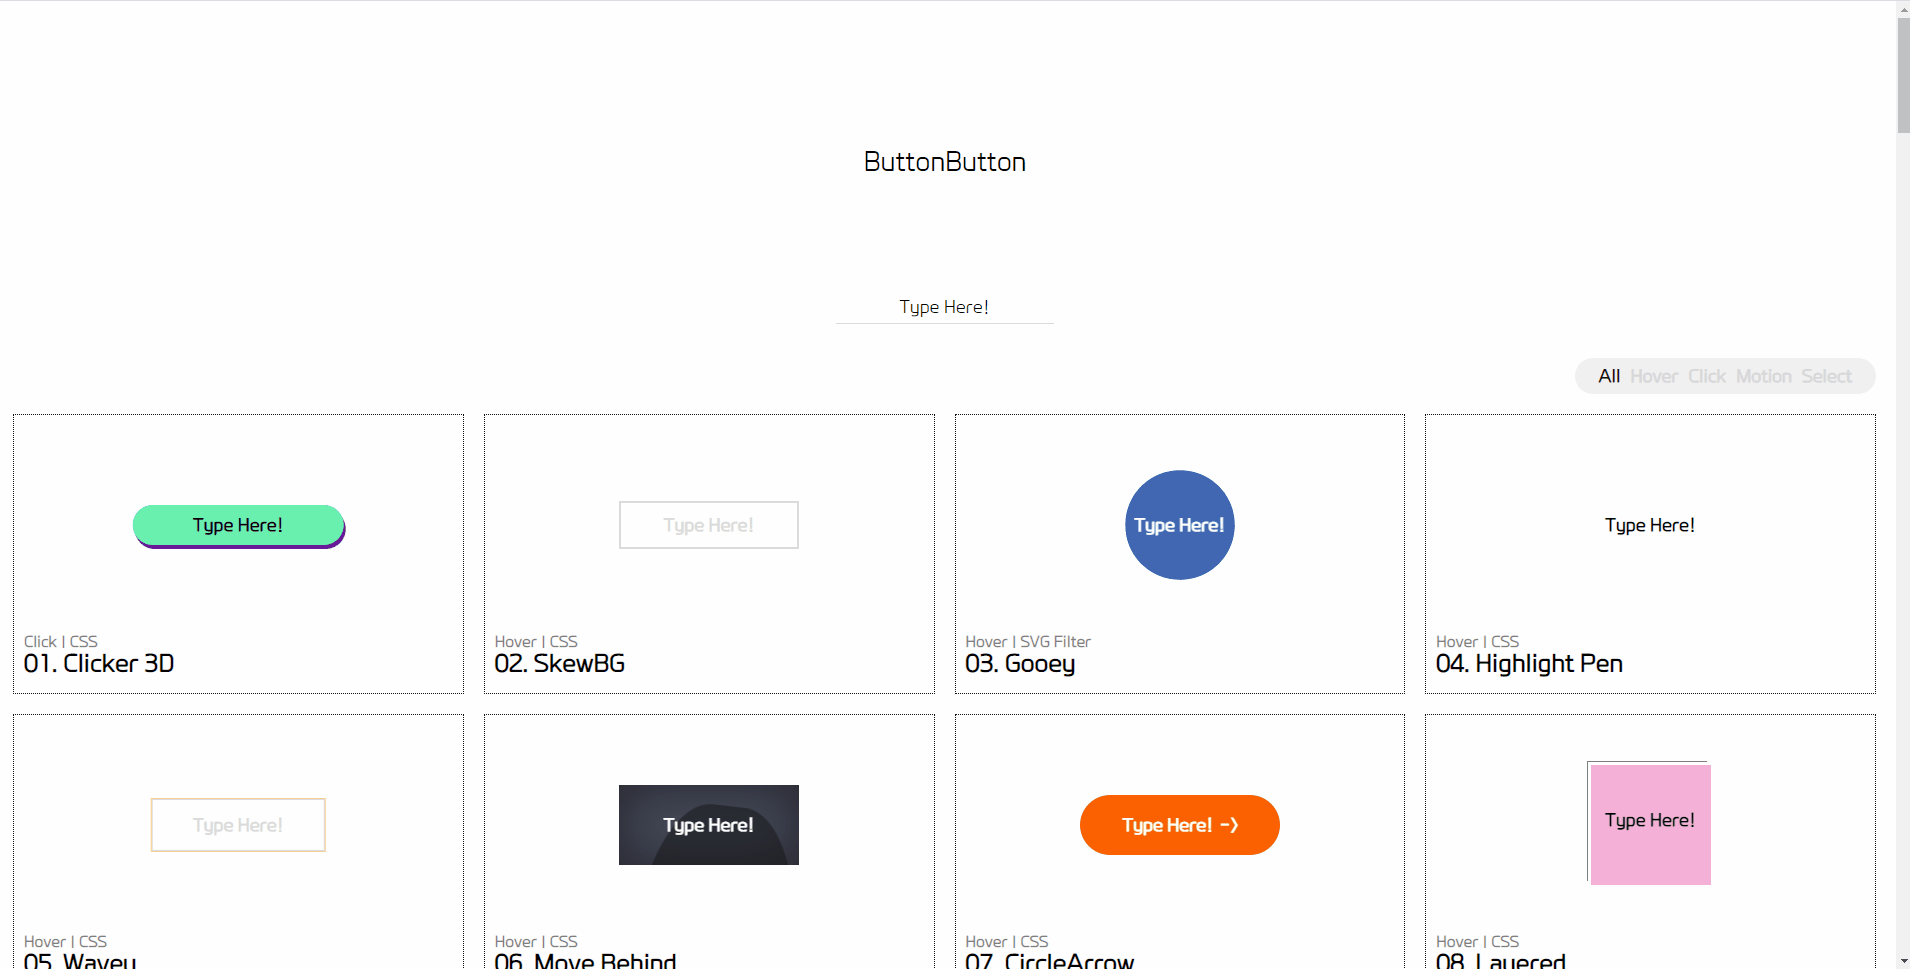 ButtonButton
Type Here!
All Hover Click Motion Select
Type Here!
Click | CSS
01. Clicker 3D
Type Here!
Hover | CSS
02. SkewBG
Type Here!
Hover | SVG Filter
03. Gooey
Type Here!
Hover | CSS
04. Highlight Pen
Type Here!
Hover | CSS
05. Wavey
Type Here!
Hover | CSS
06. Move Behind
Type Here! ->
Hover | CSS
07. CircleArrow
Type Here!
Hover | CSS
08. Layered